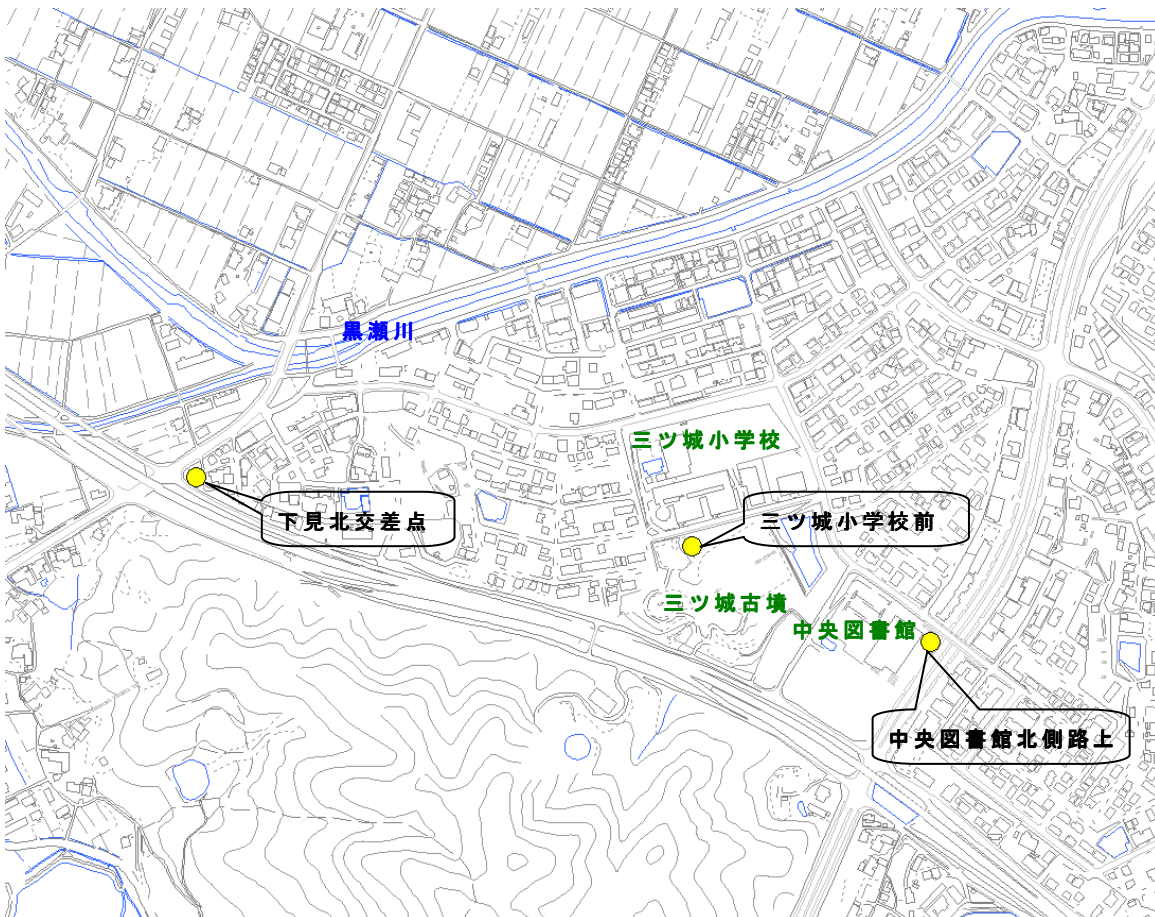 黒瀬川
三ツ城小学校
下見北交差点
三ツ城小学校前
三ツ城古墳
中央図書館
中央図書館北側路上